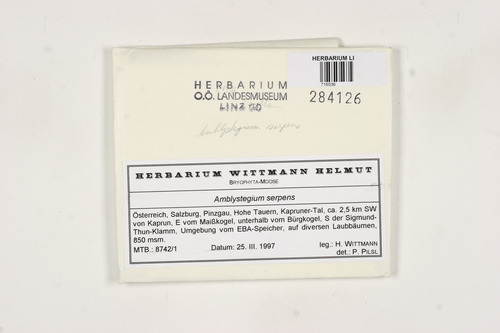 HERBARIUM LI
HERBARIUM
O.Ö. LANDESMUSEUM
LINZ
284126
Amblystegium serpens
HERBARIUM WITTMANN HELMUT
BRYOPHYTA-MOOSE
Amblystegium serpens
Österreich, Salzburg, Pinzgau, Hohe Tauern, Kapruner-Tal, ca. 2,5 km SW
von Kaprun, E vom Maißkogel, unterhalb vom Bürgkogel, S der Sigmund-
Thun-Klamm, Umgebung vom EBA-Speicher, auf diversen Laubbäumen,
850 msm.
MTB.: 8742/1 Datum: 25. III. 1997 leg.: H. WITTMANN
det.: P. PILSL